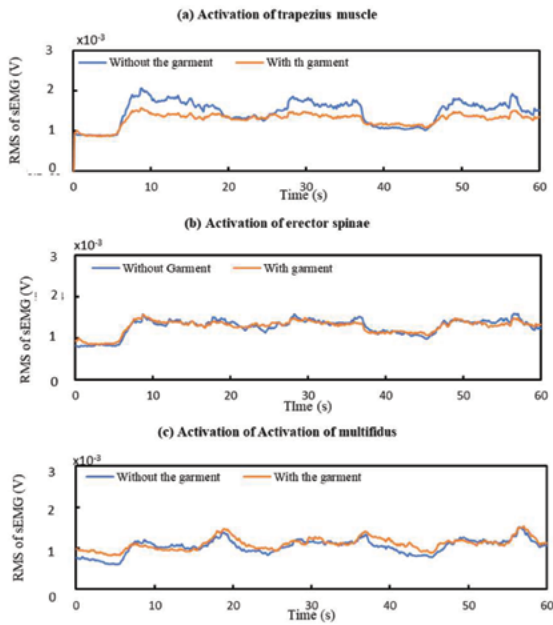 (a) Activation of trapezius muscle
x10⁻³
Without the garment With th garment
RMS of sEMG (V)
3
2
1
0
10 20 30 40 50 60
Time (s)
(b) Activation of erector spinae
x10⁻³
Without Garment With garment
RMS of sEMG (V)
3
2
1
0
0 10 20 30 40 50 60
TIme (s)
(c) Activation of Activation of multifidus
x10⁻³
Without the garment With the garment
RMS of sEMG (V)
3
2
1
0
0 10 20 30 40 50 60
Time (s)